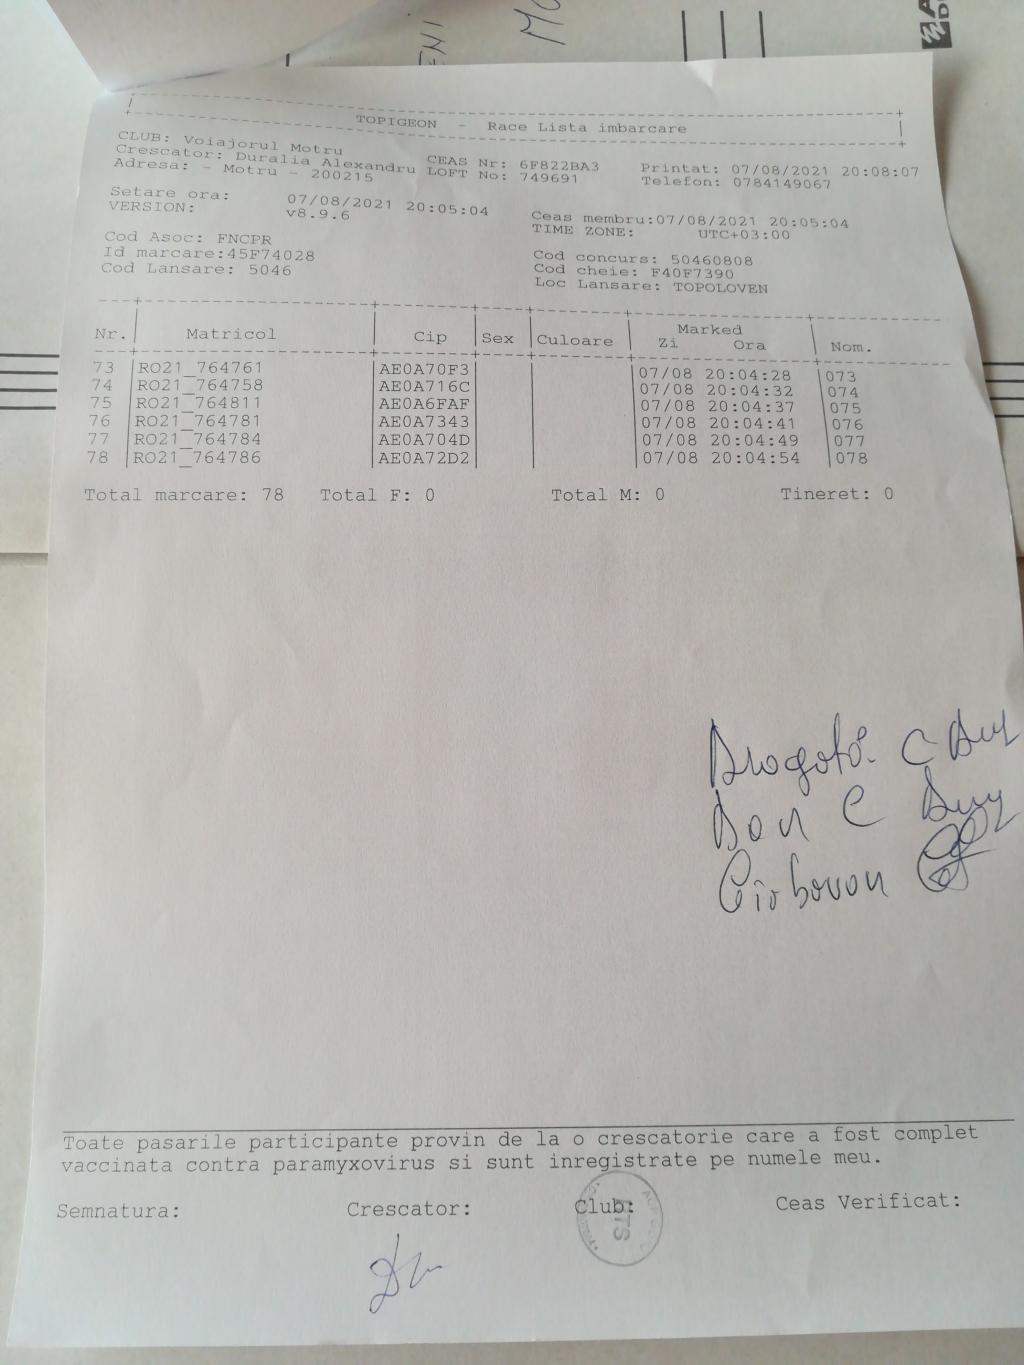 TOPIGEON - Race Lista imbarcare
CLUB: Voiajorul Motru
Crescator: Duralia Alexandru CEAS Nr: 6F822BA3 Printat: 07/08/2021 20:08:07
Adresa: - Motru - 200215 LOFT No: 749691 Telefon: 0784149067
Setare ora: 07/08/2021 20:05:04 Ceas membru:07/08/2021 20:05:04
VERSION: v8.9.6 TIME ZONE: UTC+03:00
Cod Asoc: FNCPR Cod concurs: 50460808
Id marcare:45F74028 Cod cheie: F40F7390
Cod Lansare: 5046 Loc Lansare: TOPOLOVEN
Marked
Nr. Matricol Cip Sex Culoare Zi Ora Nom.
73 RO21_764761 AE0A70F3 07/08 20:04:28 073
74 RO21_764758 AE0A716C 07/08 20:04:32 074
75 RO21_764811 AE0A6FAF 07/08 20:04:37 075
76 RO21_764781 AE0A7343 07/08 20:04:41 076
77 RO21_764784 AE0A704D 07/08 20:04:49 077
78 RO21_764786 AE0A72D2 07/08 20:04:54 078
Total marcare: 78 Total F: 0 Total M: 0 Tineret: 0
Dan C
Toate pasarile participante provin de la o crescatorie care a fost complet
vaccinata contra paramyxovirus si sunt inregistrate pe numele meu.
Semnatura: Crescator: Club: Ceas Verificat: